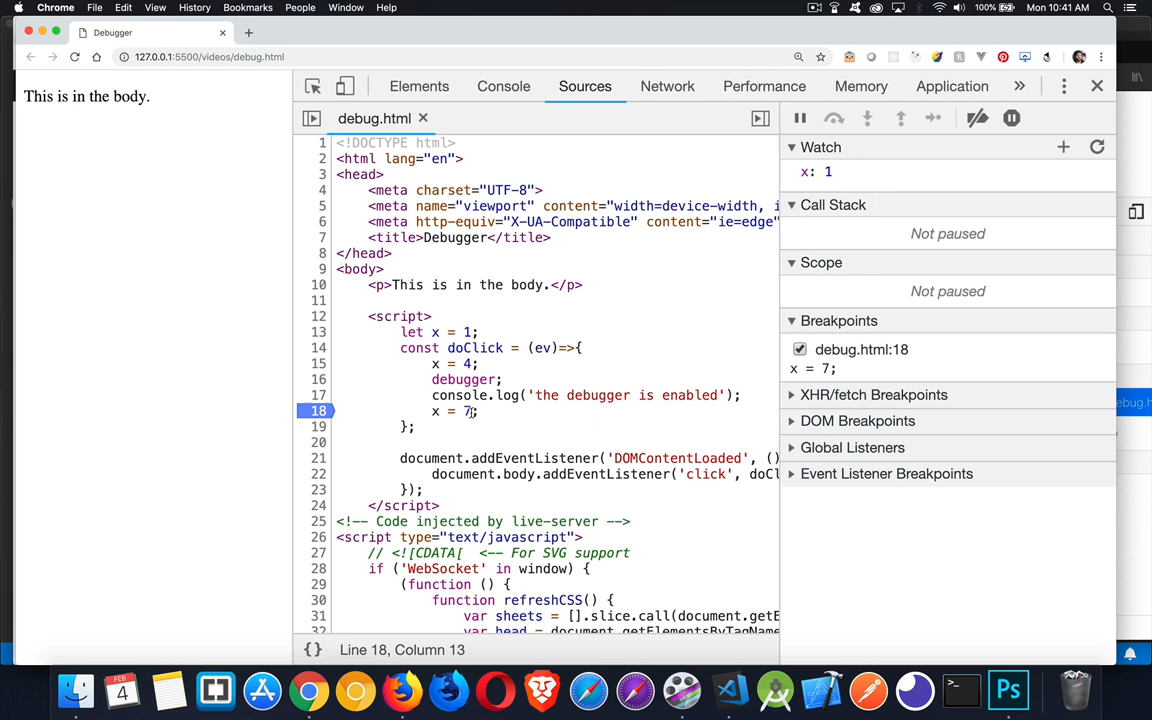 Chrome File Edit View History Bookmarks People Window Help 100% Mon 10:41 AM
Debugger
127.0.0.1:5500/videos/debug.html
This is in the body.
Elements Console Sources Network Performance Memory Application »
debug.html
1 <!DOCTYPE html>
2 <html lang="en">
3 <head>
4 <meta charset="UTF-8">
5 <meta name="viewport" content="width=device-width, i
6 <meta http-equiv="X-UA-Compatible" content="ie=edge"
7 <title>Debugger</title>
8 </head>
9 <body>
10 <p>This is in the body.</p>
11
12 <script>
13 let x = 1;
14 const doClick = (ev)=>{
15 x = 4;
16 debugger;
17 console.log('the debugger is enabled');
18 x = 7;
19 };
20
21 document.addEventListener('DOMContentLoaded', ()
22 document.body.addEventListener('click', doCl
23 });
24 </script>
25 <!-- Code injected by live-server -->
26 <script type="text/javascript">
27 // <![CDATA[ <-- For SVG support
28 if ('WebSocket' in window) {
29 (function () {
30 function refreshCSS() {
31 var sheets = [].slice.call(document.getE
32 var head = document.getElementsByTagName
{} Line 18, Column 13
Watch
x: 1
Call Stack
Not paused
Scope
Not paused
Breakpoints
debug.html:18
x = 7;
XHR/fetch Breakpoints
DOM Breakpoints
Global Listeners
Event Listener Breakpoints
ebug.h
FEB
4
Ps